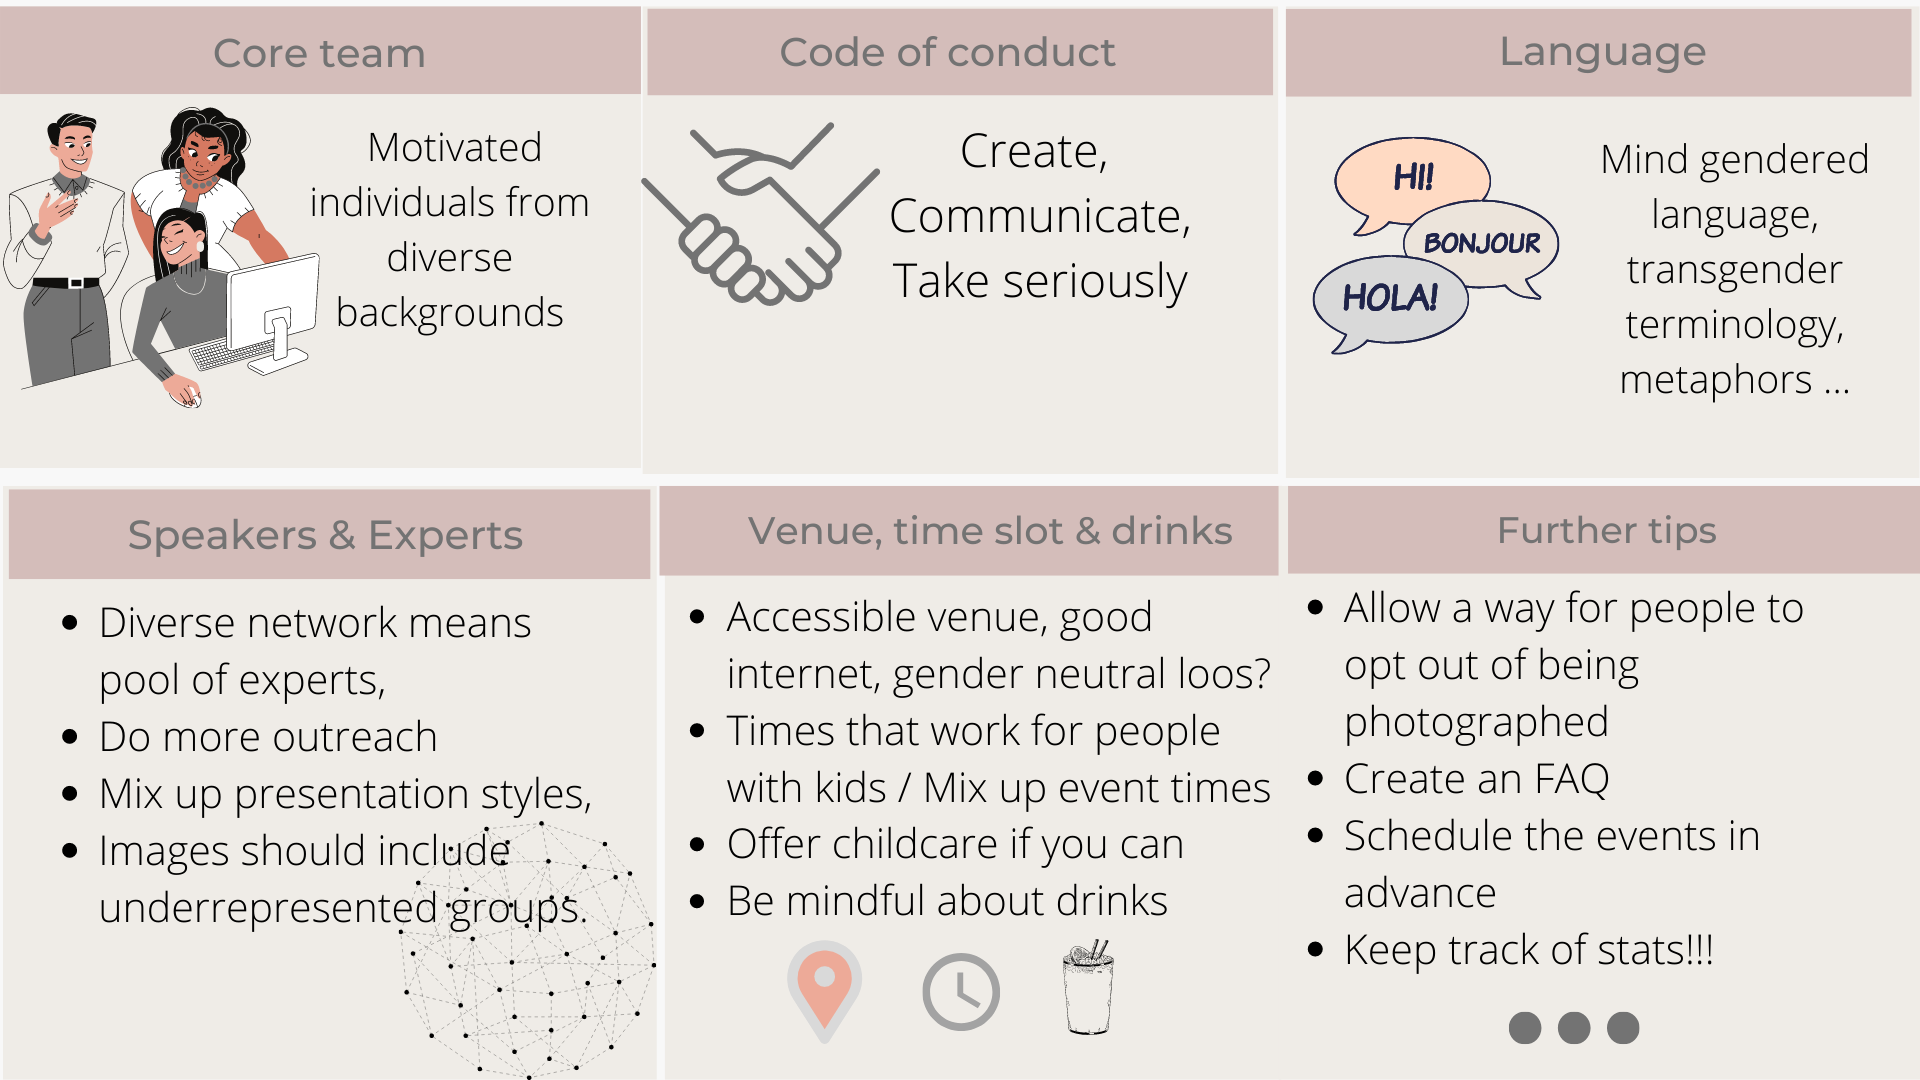 Core team
Motivated
individuals from
diverse
backgrounds
Code of conduct
Create,
Communicate,
Take seriously
Language
HI!
BONJOUR
HOLA!
Mind gendered
language,
transgender
terminology,
metaphors ...
Speakers & Experts
• Diverse network means
pool of experts,
• Do more outreach
• Mix up presentation styles,
• Images should include
underrepresented groups.
Venue, time slot & drinks
• Accessible venue, good
internet, gender neutral loos?
• Times that work for people
with kids / Mix up event times
• Offer childcare if you can
• Be mindful about drinks
Further tips
• Allow a way for people to
opt out of being
photographed
• Create an FAQ
• Schedule the events in
advance
• Keep track of stats!!!